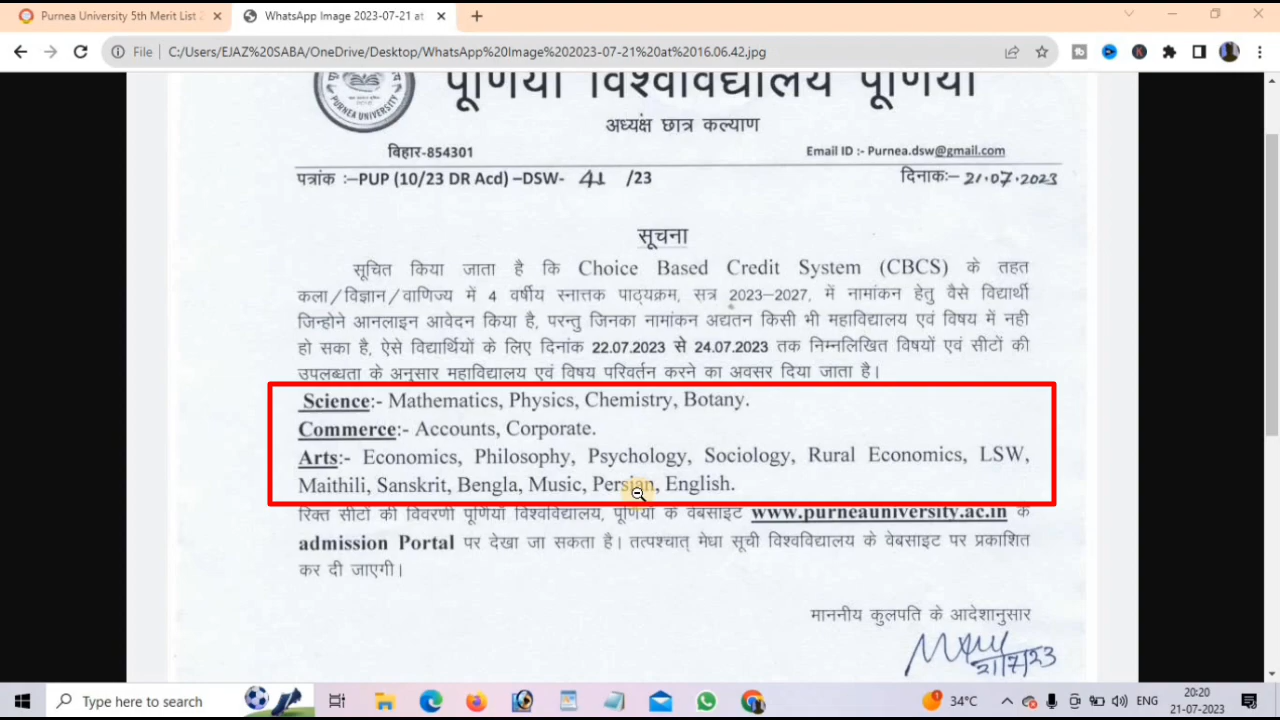 Purnea University 5th Merit List 2
WhatsApp Image 2023-07-21 at
File
C:/Users/EJAZ%20SABA/OneDrive/Desktop/WhatsApp%20Image%202023-07-21%20at%2016.06.42.jpg
पूर्णिया विश्वविद्यालय पूर्णिया
PURNEA UNIVERSITY
अध्यक्ष छात्र कल्याण
बिहार-854301
Email ID :- Purnea.dsw@gmail.com
पत्रांक :–PUP (10/23 DR Acd) –DSW- 41 /23
दिनाकः– 21.07.2023
सूचना
सूचित किया जाता है कि Choice Based Credit System (CBCS) के तहत
कला/विज्ञान/वाणिज्य में 4 वर्षीय स्नात्तक पाठ्यक्रम, सत्र 2023–2027, में नामांकन हेतु वैसे विद्यार्थी
जिन्होने आनलाइन आवेदन किया है, परन्तु जिनका नामांकन अद्यतन किसी भी महाविद्यालय एवं विषय में नही
हो सका है, ऐसे विद्यार्थियों के लिए दिनांक 22.07.2023 से 24.07.2023 तक निम्नलिखित विषयों एवं सीटों की
उपलब्धता के अनुसार महाविद्यालय एवं विषय परिवर्तन करने का अवसर दिया जाता है।
Science:- Mathematics, Physics, Chemistry, Botany.
Commerce:- Accounts, Corporate.
Arts:- Economics, Philosophy, Psychology, Sociology, Rural Economics, LSW,
Maithili, Sanskrit, Bengla, Music, Persian, English.
रिक्त सीटों की विवरणी पूर्णियाँ विश्वविद्यालय, पूर्णियाँ के वेबसाइट www.purneauniversity.ac.in के
admission Portal पर देखा जा सकता है। तत्पश्चात् मेधा सूची विश्वविद्यालय के वेबसाइट पर प्रकाशित
कर दी जाएगी।
माननीय कुलपति के आदेशानुसार
21/7/23
Type here to search
34°C
ENG
20:20
21-07-2023